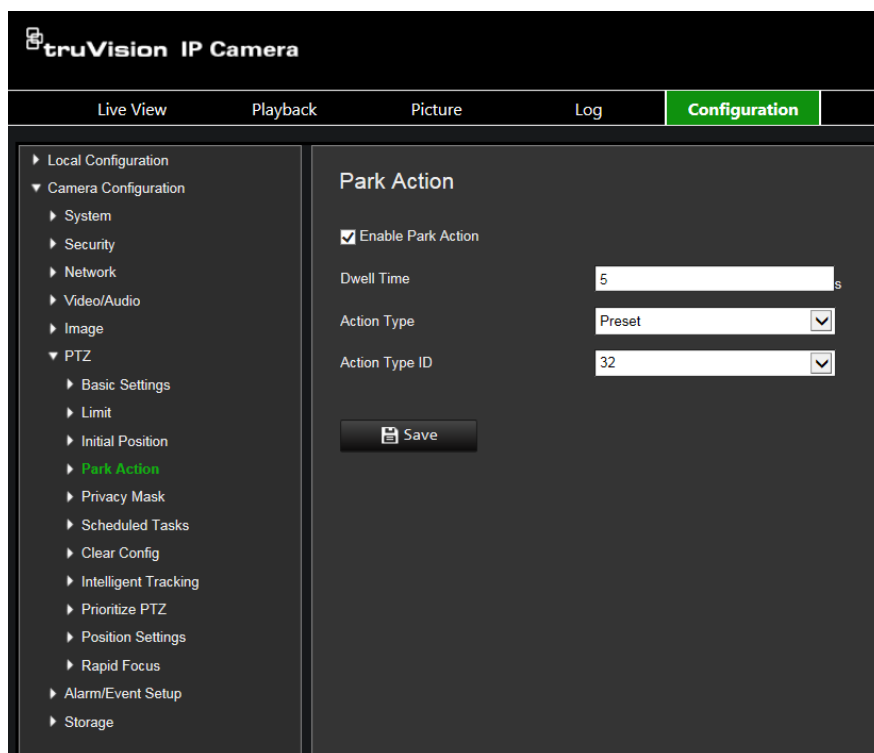 truVision IP Camera
Live View Playback Picture Log Configuration
Local Configuration
Camera Configuration
System
Security
Network
Video/Audio
Image
PTZ
Basic Settings
Limit
Initial Position
Park Action
Privacy Mask
Scheduled Tasks
Clear Config
Intelligent Tracking
Prioritize PTZ
Position Settings
Rapid Focus
Alarm/Event Setup
Storage
Park Action
Enable Park Action
Dwell Time 5 s
Action Type Preset
Action Type ID 32
Save